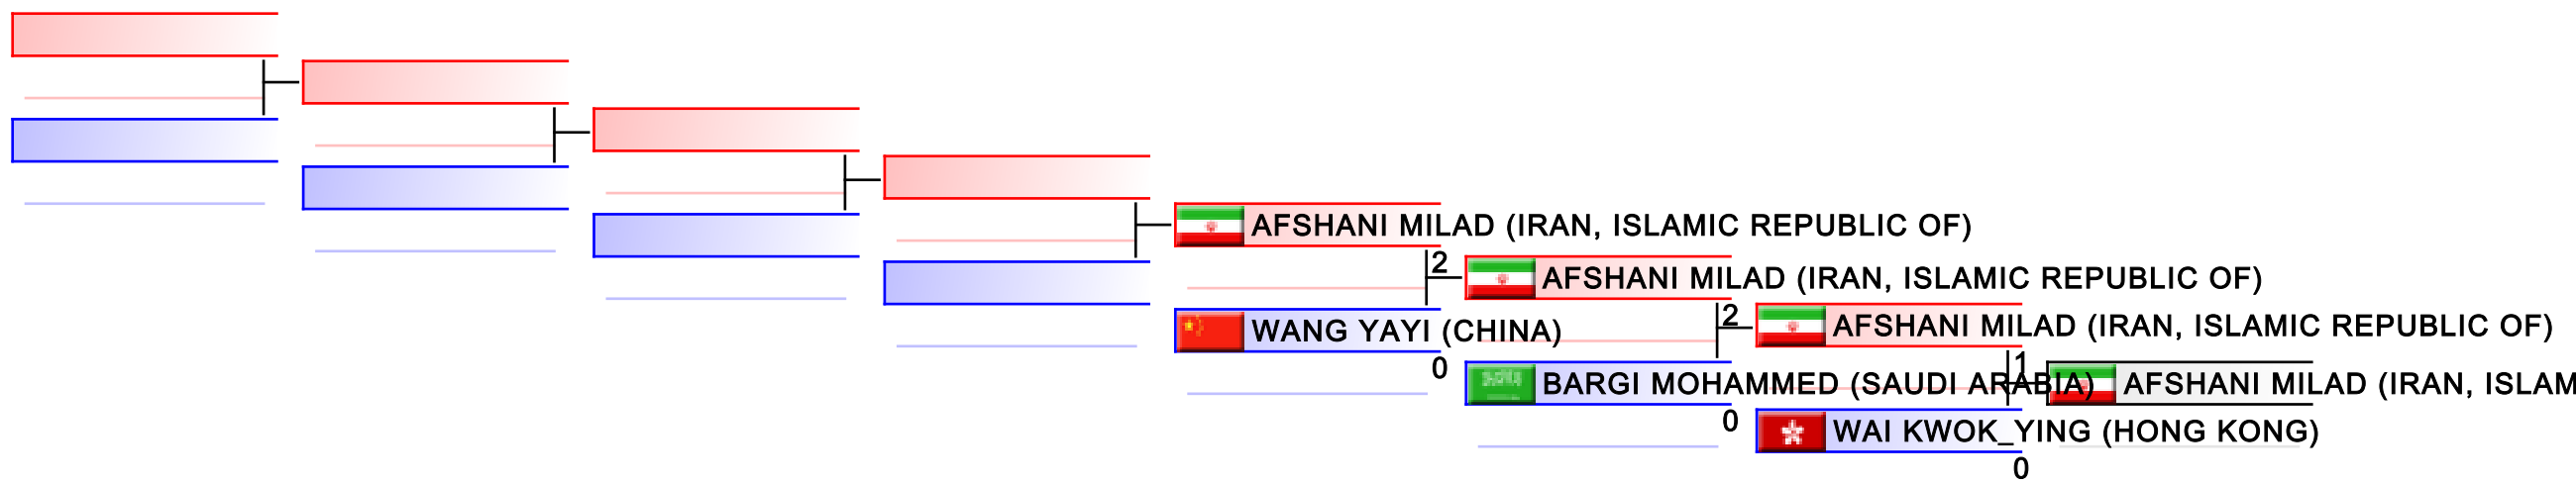 AFSHANI MILAD (IRAN, ISLAMIC REPUBLIC OF)
2
AFSHANI MILAD (IRAN, ISLAMIC REPUBLIC OF)
WANG YAYI (CHINA)
2
AFSHANI MILAD (IRAN, ISLAMIC REPUBLIC OF)
0
1
BARGI MOHAMMED (SAUDI ARABIA)
AFSHANI MILAD (IRAN, ISLAM
0
WAI KWOK_YING (HONG KONG)
0